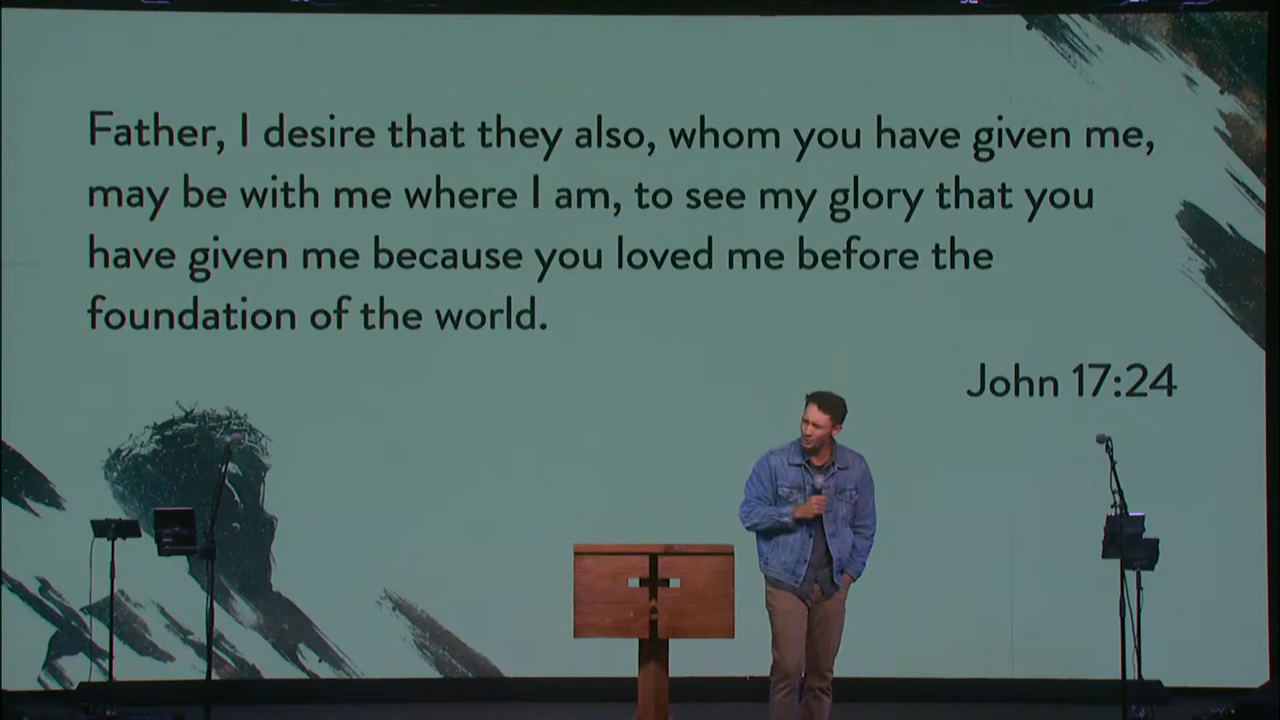 Father, I desire that they also, whom you have given me,
may be with me where I am, to see my glory that you
have given me because you loved me before the
foundation of the world.
John 17:24